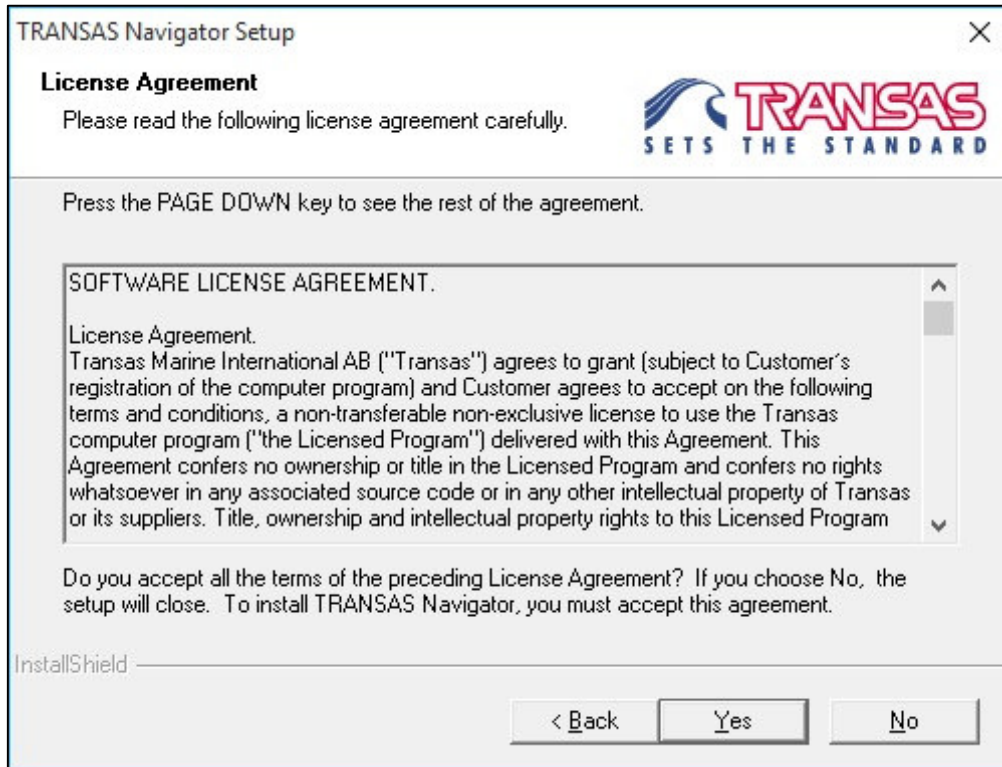 TRANSAS Navigator Setup
License Agreement
Please read the following license agreement carefully.
TRANSAS
SETS THE STANDARD
Press the PAGE DOWN key to see the rest of the agreement.
SOFTWARE LICENSE AGREEMENT.
License Agreement.
Transas Marine International AB ("Transas") agrees to grant (subject to Customer´s
registration of the computer program) and Customer agrees to accept on the following
terms and conditions, a non-transferable non-exclusive license to use the Transas
computer program ("the Licensed Program") delivered with this Agreement. This
Agreement confers no ownership or title in the Licensed Program and confers no rights
whatsoever in any associated source code or in any other intellectual property of Transas
or its suppliers. Title, ownership and intellectual property rights to this Licensed Program
Do you accept all the terms of the preceding License Agreement?  If you choose No,  the
setup will close.  To install TRANSAS Navigator, you must accept this agreement.
InstallShield
< Back
Yes
No